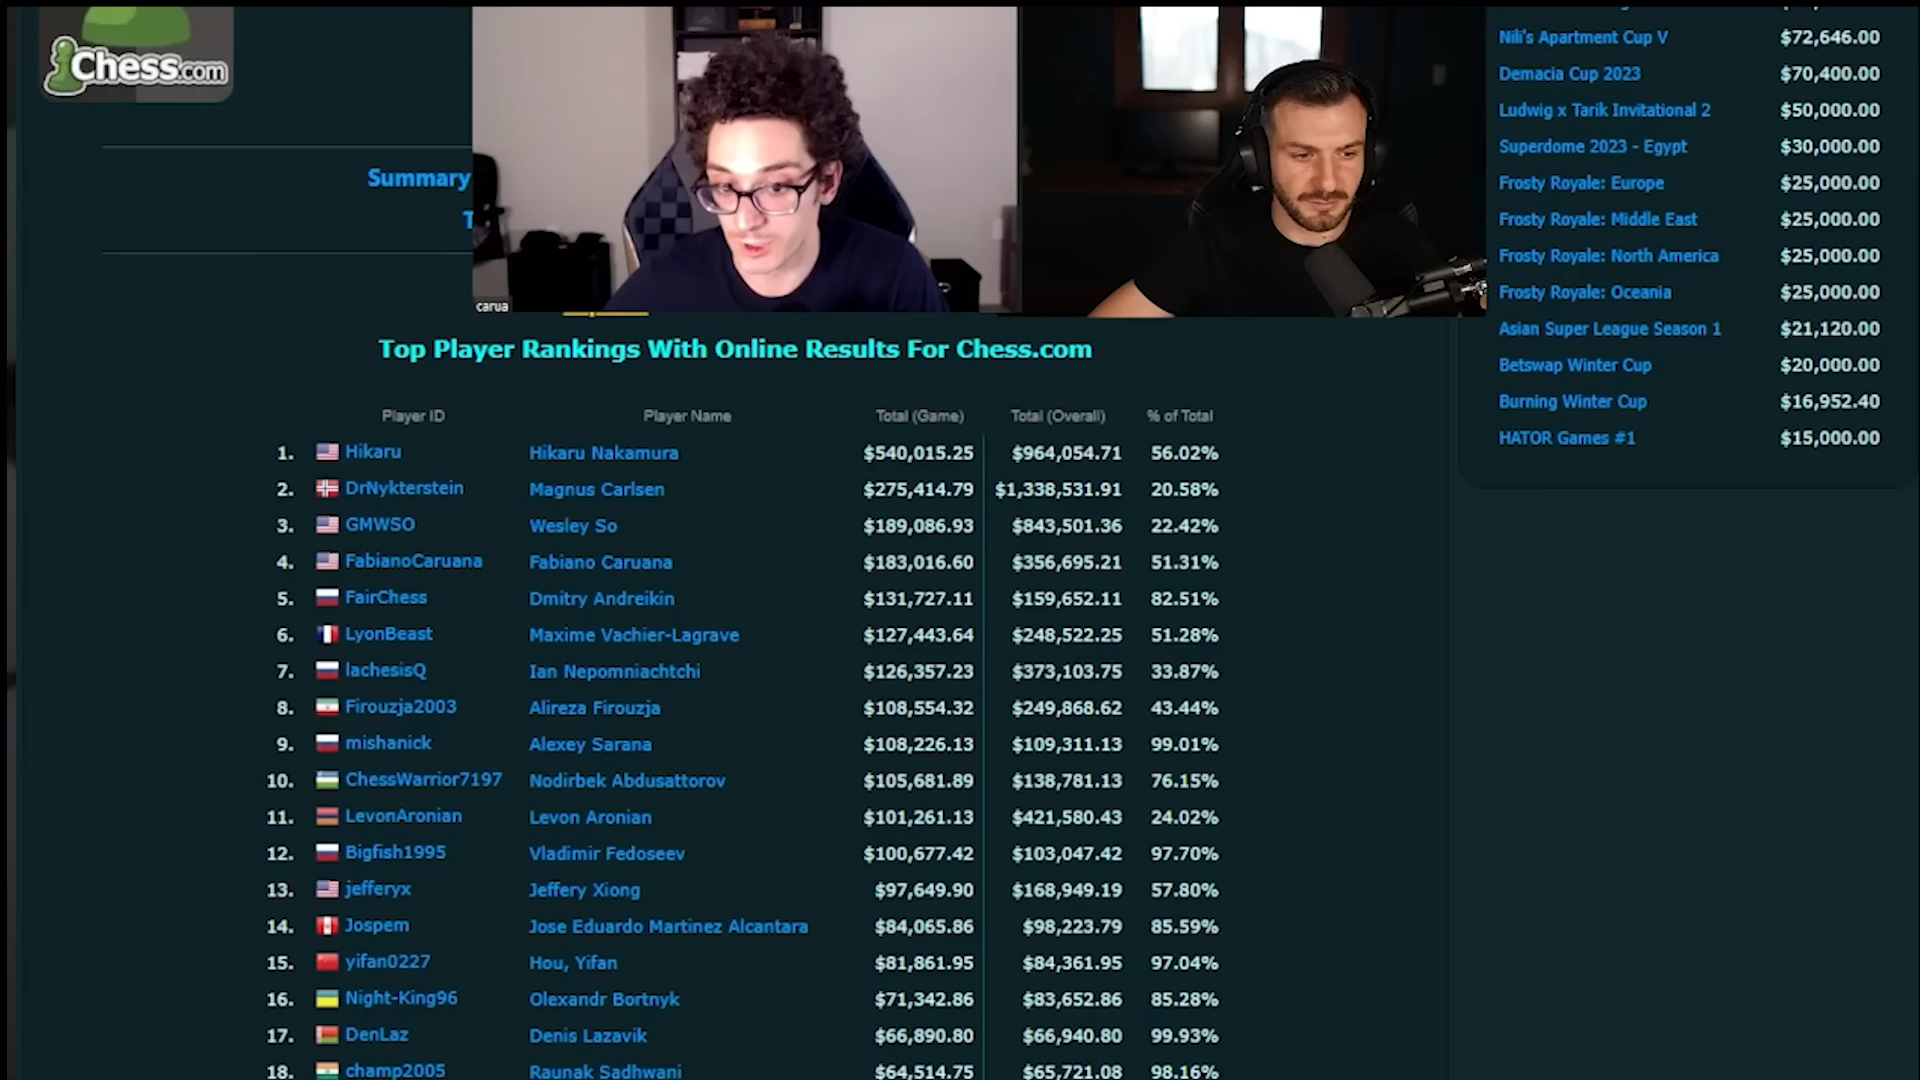 Chess.com
Summary
T
carua
Top Player Rankings With Online Results For Chess.com
Player ID Player Name Total (Game) Total (Overall) % of Total
1. Hikaru Hikaru Nakamura $540,015.25 $964,054.71 56.02%
2. DrNykterstein Magnus Carlsen $275,414.79 $1,338,531.91 20.58%
3. GMWSO Wesley So $189,086.93 $843,501.36 22.42%
4. FabianoCaruana Fabiano Caruana $183,016.60 $356,695.21 51.31%
5. FairChess Dmitry Andreikin $131,727.11 $159,652.11 82.51%
6. LyonBeast Maxime Vachier-Lagrave $127,443.64 $248,522.25 51.28%
7. lachesisQ Ian Nepomniachtchi $126,357.23 $373,103.75 33.87%
8. Firouzja2003 Alireza Firouzja $108,554.32 $249,868.62 43.44%
9. mishanick Alexey Sarana $108,226.13 $109,311.13 99.01%
10. ChessWarrior7197 Nodirbek Abdusattorov $105,681.89 $138,781.13 76.15%
11. LevonAronian Levon Aronian $101,261.13 $421,580.43 24.02%
12. Bigfish1995 Vladimir Fedoseev $100,677.42 $103,047.42 97.70%
13. jefferyx Jeffery Xiong $97,649.90 $168,949.19 57.80%
14. Jospem Jose Eduardo Martinez Alcantara $84,065.86 $98,223.79 85.59%
15. yifan0227 Hou, Yifan $81,861.95 $84,361.95 97.04%
16. Night-King96 Olexandr Bortnyk $71,342.86 $83,652.86 85.28%
17. DenLaz Denis Lazavik $66,890.80 $66,940.80 99.93%
18. champ2005 Raunak Sadhwani $64,514.75 $65,721.08 98.16%
Nili's Apartment Cup V $72,646.00
Demacia Cup 2023 $70,400.00
Ludwig x Tarik Invitational 2 $50,000.00
Superdome 2023 - Egypt $30,000.00
Frosty Royale: Europe $25,000.00
Frosty Royale: Middle East $25,000.00
Frosty Royale: North America $25,000.00
Frosty Royale: Oceania $25,000.00
Asian Super League Season 1 $21,120.00
Betswap Winter Cup $20,000.00
Burning Winter Cup $16,952.40
HATOR Games #1 $15,000.00